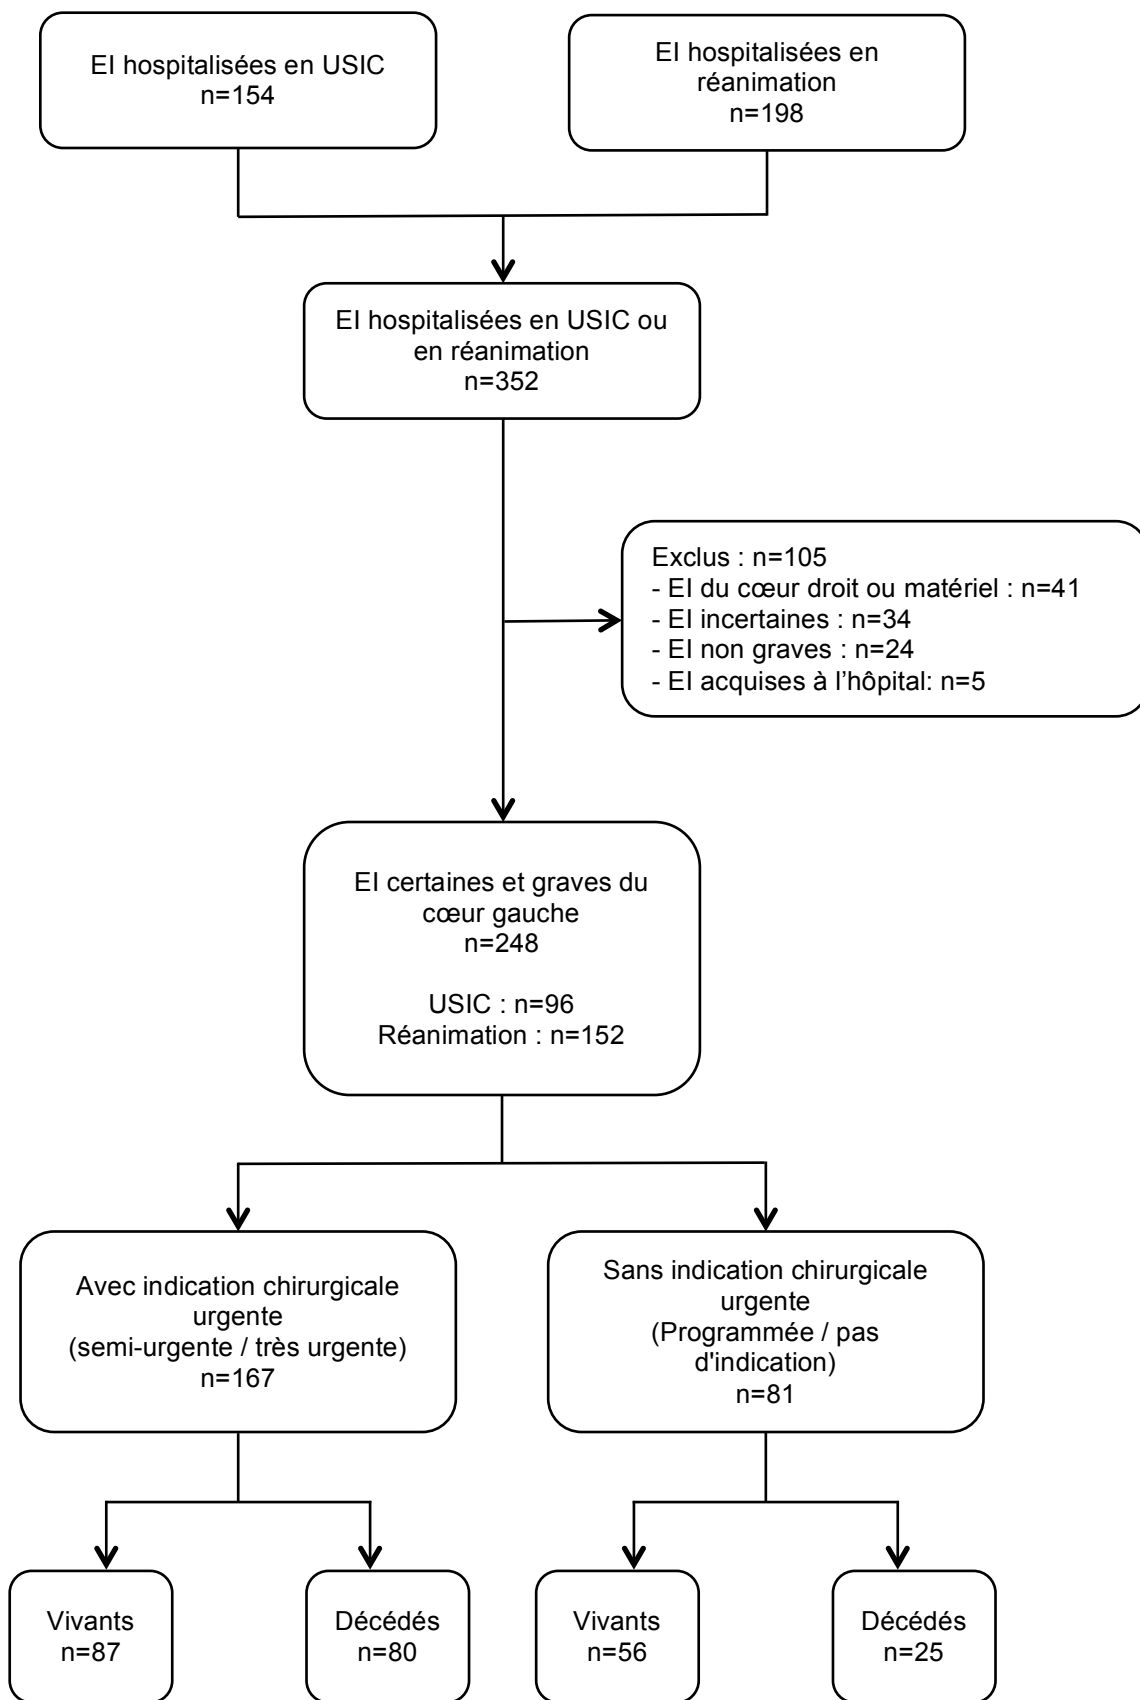 EI hospitalisées en USIC
n=154
EI hospitalisées en
réanimation
n=198
EI hospitalisées en USIC ou
en réanimation
n=352
Exclus : n=105
- EI du cœur droit ou matériel : n=41
- EI incertaines : n=34
- EI non graves : n=24
- EI acquises à l’hôpital: n=5
EI certaines et graves du
cœur gauche
n=248
USIC : n=96
Réanimation : n=152
Avec indication chirurgicale
urgente
(semi-urgente / très urgente)
n=167
Sans indication chirurgicale
urgente
(Programmée / pas
d'indication)
n=81
Vivants
n=87
Décédés
n=80
Vivants
n=56
Décédés
n=25